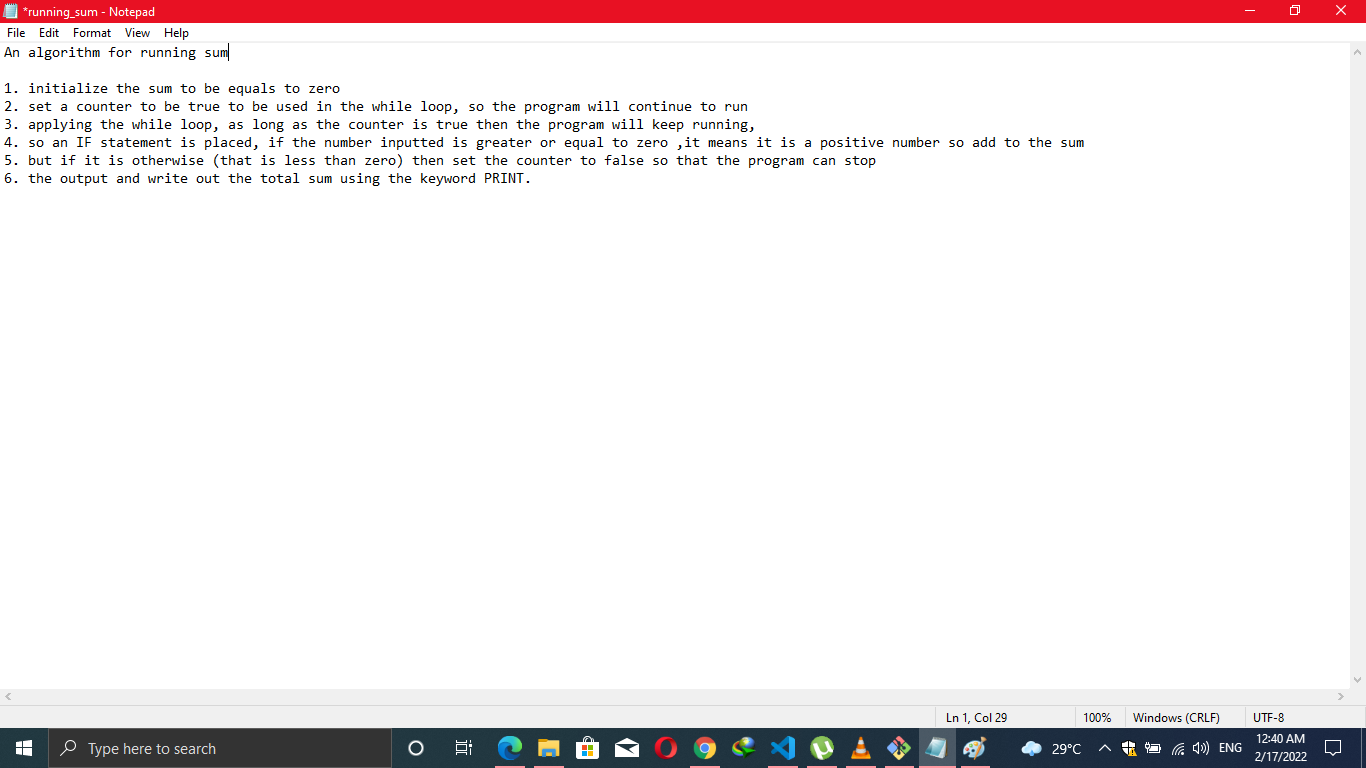 *running_sum - Notepad
File Edit Format View Help
An algorithm for running sum
1. initialize the sum to be equals to zero
2. set a counter to be true to be used in the while loop, so the program will continue to run
3. applying the while loop, as long as the counter is true then the program will keep running,
4. so an IF statement is placed, if the number inputted is greater or equal to zero ,it means it is a positive number so add to the sum
5. but if it is otherwise (that is less than zero) then set the counter to false so that the program can stop
6. the output and write out the total sum using the keyword PRINT.
Ln 1, Col 29 100% Windows (CRLF) UTF-8
Type here to search 29°C ENG 12:40 AM
2/17/2022